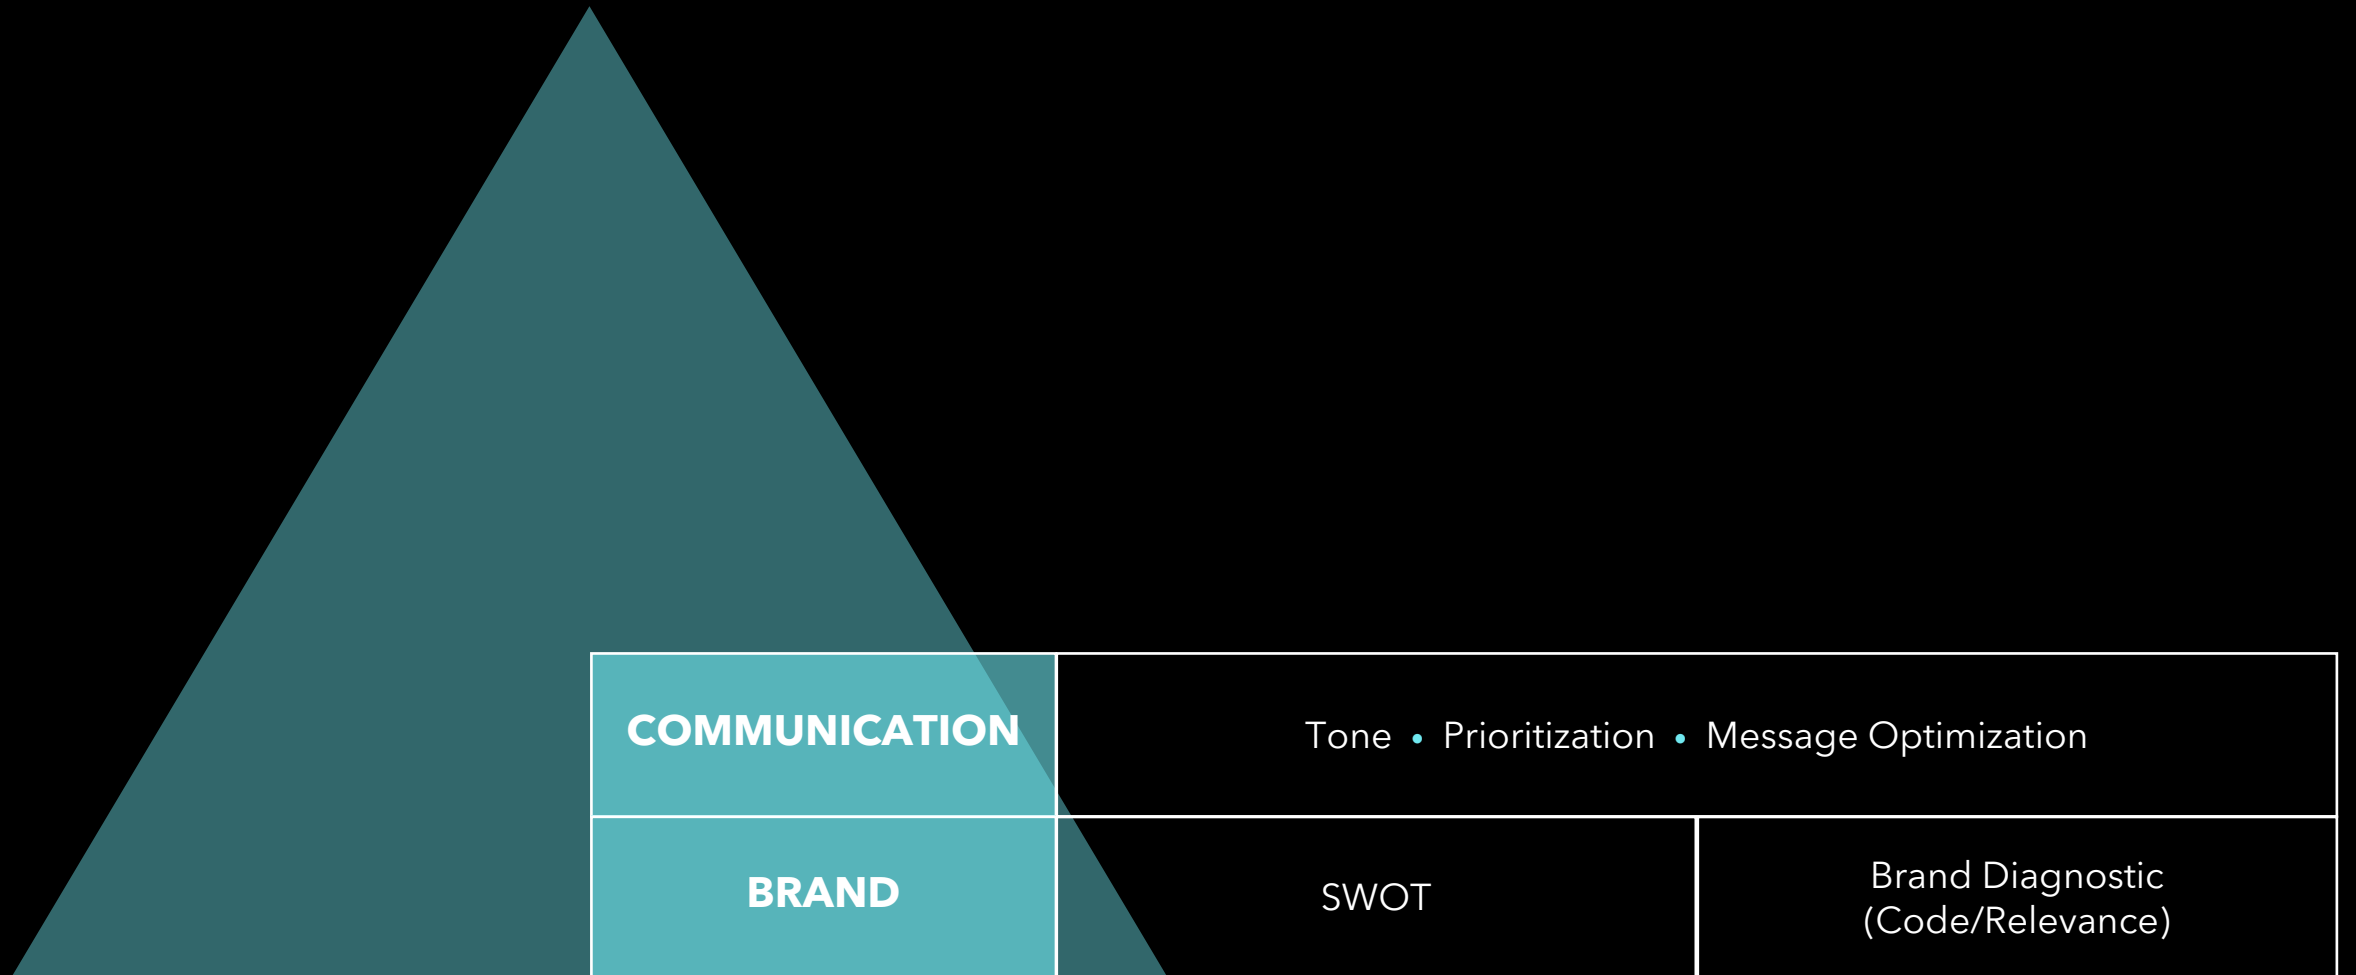 COMMUNICATION
Tone • Prioritization • Message Optimization
BRAND
SWOT
Brand Diagnostic
(Code/Relevance)